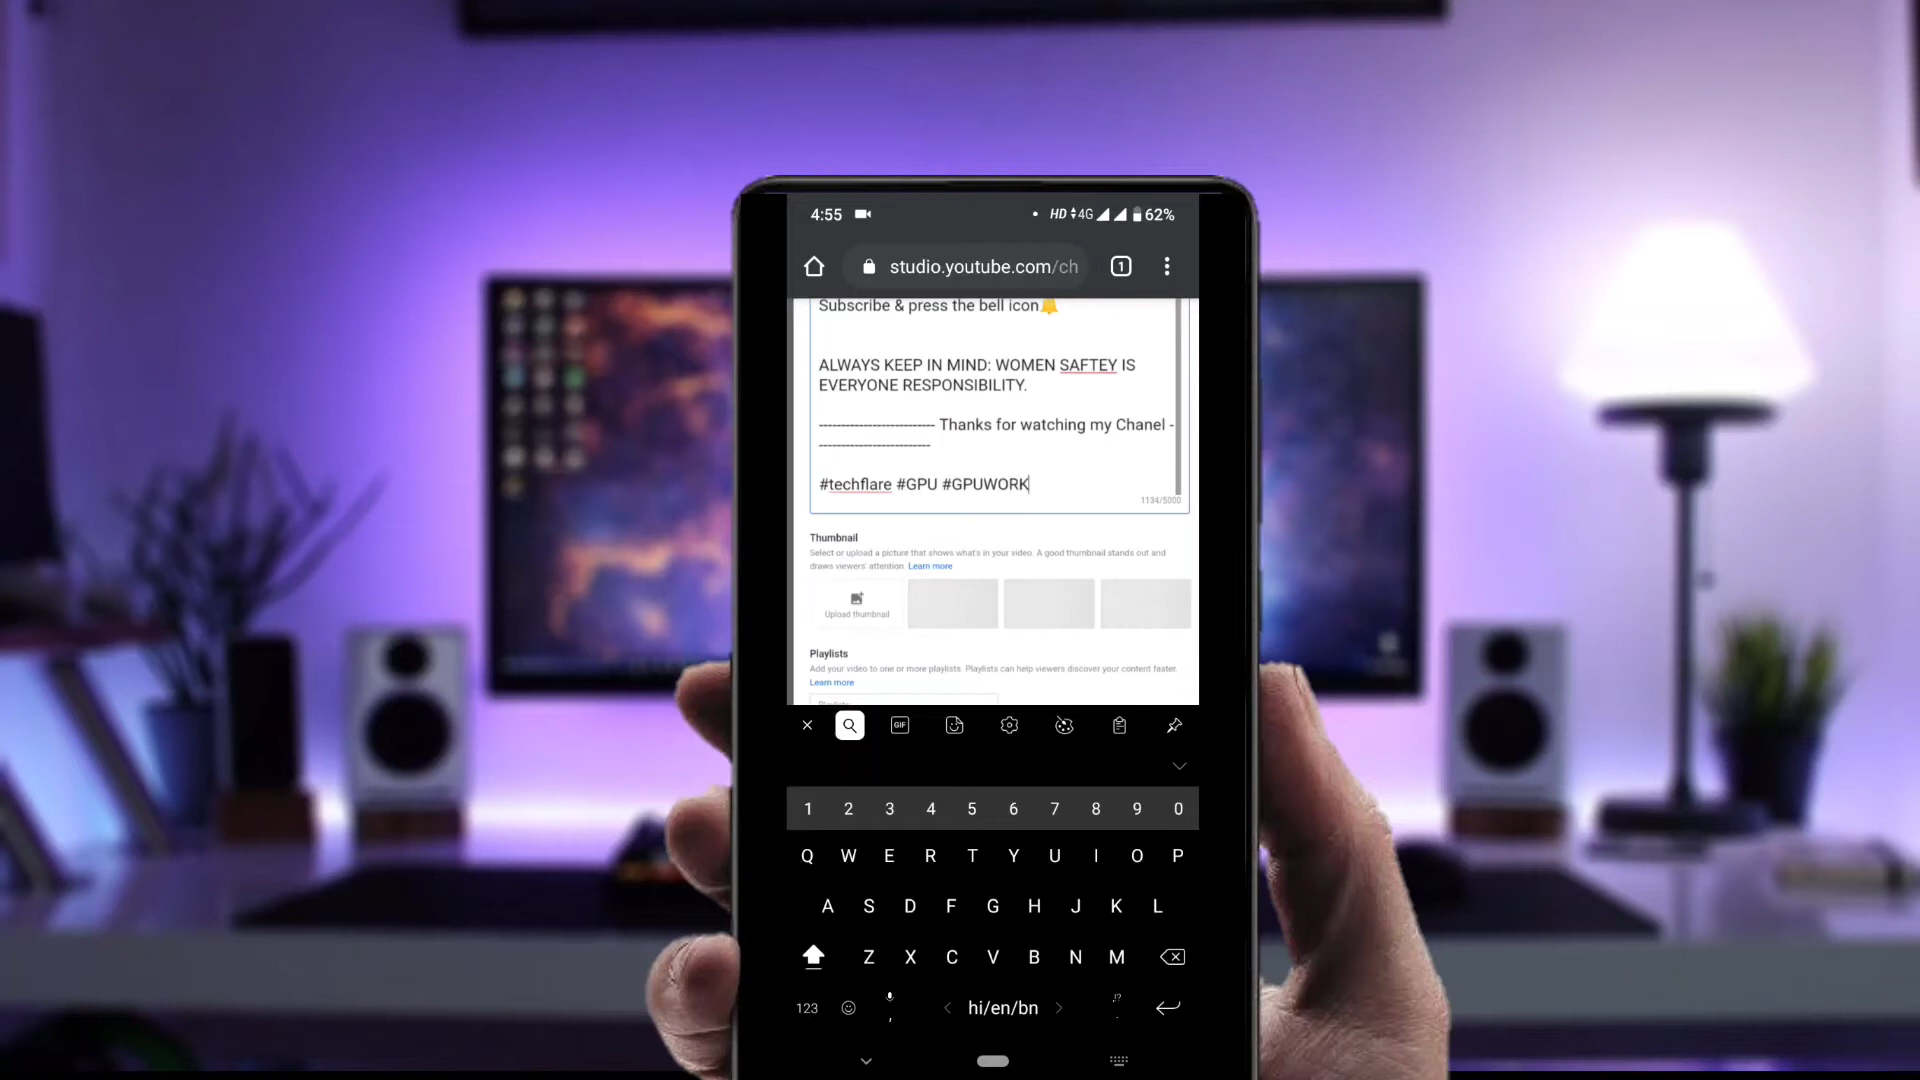 4:55 HD 4G 62%
studio.youtube.com/ch 1
Subscribe & press the bell icon🔔
ALWAYS KEEP IN MIND: WOMEN SAFTEY IS
EVERYONE RESPONSIBILITY.
-------------------------- Thanks for watching my Chanel -
-------------------------
#techflare #GPU #GPUWORK
1134/5000
Thumbnail
Select or upload a picture that shows what's in your video. A good thumbnail stands out and
draws viewers' attention. Learn more
Upload thumbnail
Playlists
Add your video to one or more playlists. Playlists can help viewers discover your content faster.
Learn more
Playlists
GIF
1 2 3 4 5 6 7 8 9 0
Q W E R T Y U I O P
A S D F G H J K L
Z X C V B N M
123 , < hi/en/bn > ,!? .